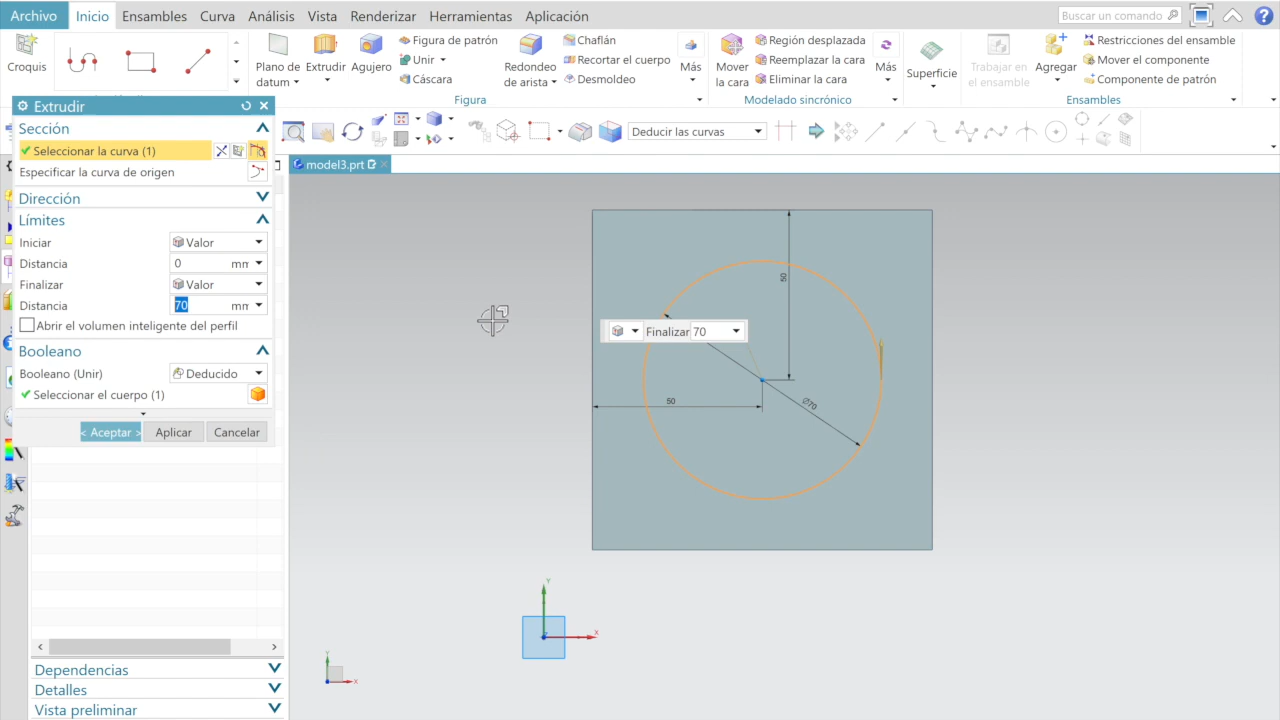 Archivo
Inicio
Ensambles
Curva
Análisis
Vista
Renderizar
Herramientas
Aplicación
Buscar un comando
Croquis
Plano de datum
Extrudir
Agujero
Figura de patrón
Unir
Cáscara
Redondeo de arista
Chaflán
Recortar el cuerpo
Desmoldeo
Más
Mover la cara
Región desplazada
Reemplazar la cara
Eliminar la cara
Más
Superficie
Trabajar en el ensamble
Agregar
Restricciones del ensamble
Mover el componente
Componente de patrón
Figura
Modelado sincrónico
Ensambles
Extrudir
Deducir las curvas
model3.prt
Sección
Seleccionar la curva (1)
Especificar la curva de origen
Dirección
Límites
Iniciar Valor
Distancia 0 mm
Finalizar Valor
Distancia 70 mm
Abrir el volumen inteligente del perfil
Booleano
Booleano (Unir) Deducido
Seleccionar el cuerpo (1)
< Aceptar > Aplicar Cancelar
Dependencias
Detalles
Vista preliminar
50
Finalizar 70
50
Ø70
Y
X
Y
X